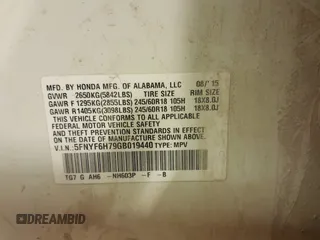 MFD. BY HONDA MFG. OF ALABAMA, LLC 08/'15
GVWR 2650KG(5842LBS) TIRE SIZE RIM SIZE
GAWR F 1295KG(2855LBS) 245/60R18 105H 18X8.0J
GAWR R 1405KG(3098LBS) 245/60R18 105H 18X8.0J
THIS VEHICLE CONFORMS TO ALL APPLICABLE
FEDERAL MOTOR VEHICLE SAFETY AND
THEFT PREVENTION STANDARDS IN EFFECT
ON THE DATE OF MANUFACTURE SHOWN
ABOVE.
V.I.N.: 5FNYF6H79GB019440 TYPE: MPV
TG7 G AH6 -NH603P -F -B
DREAMBID